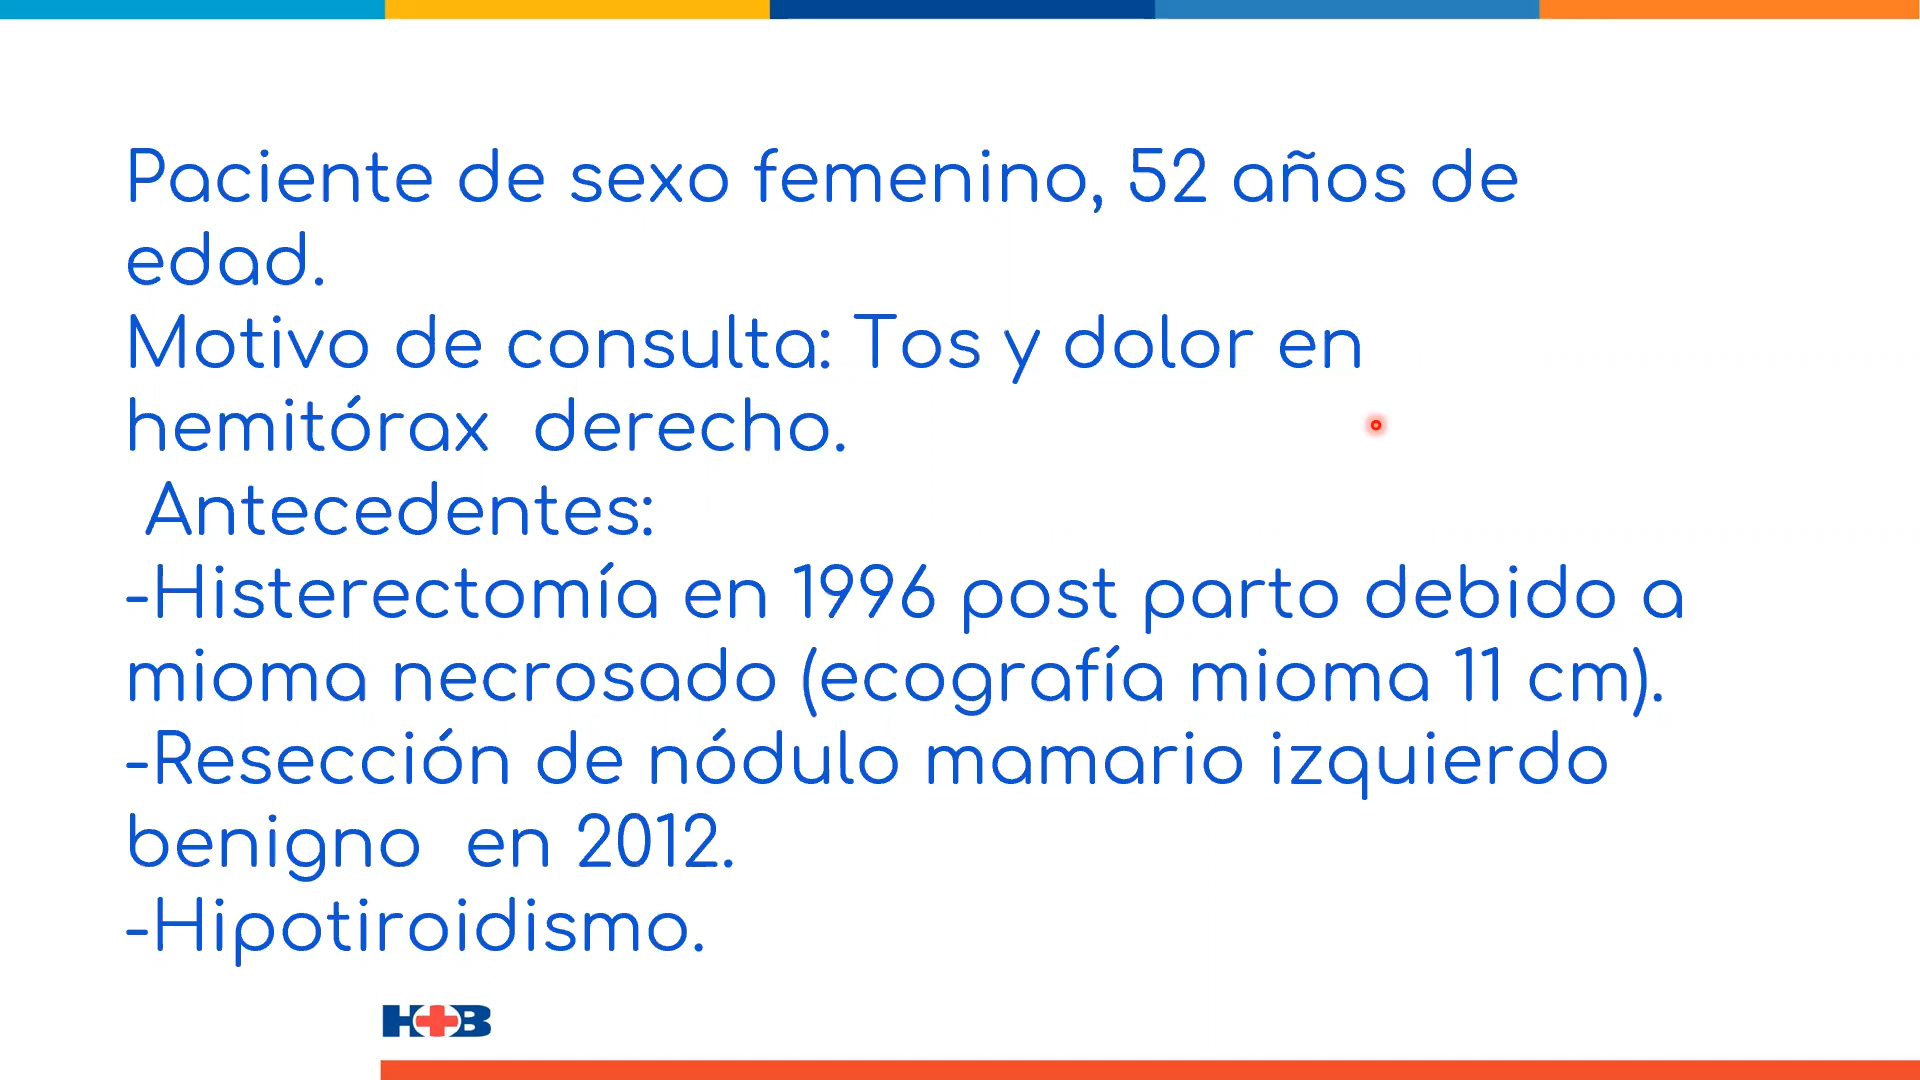 Paciente de sexo femenino, 52 años de
edad.
Motivo de consulta: Tos y dolor en
hemitórax  derecho.
Antecedentes:
-Histerectomía en 1996 post parto debido a
mioma necrosado (ecografía mioma 11 cm).
-Resección de nódulo mamario izquierdo
benigno  en 2012.
-Hipotiroidismo.
HB